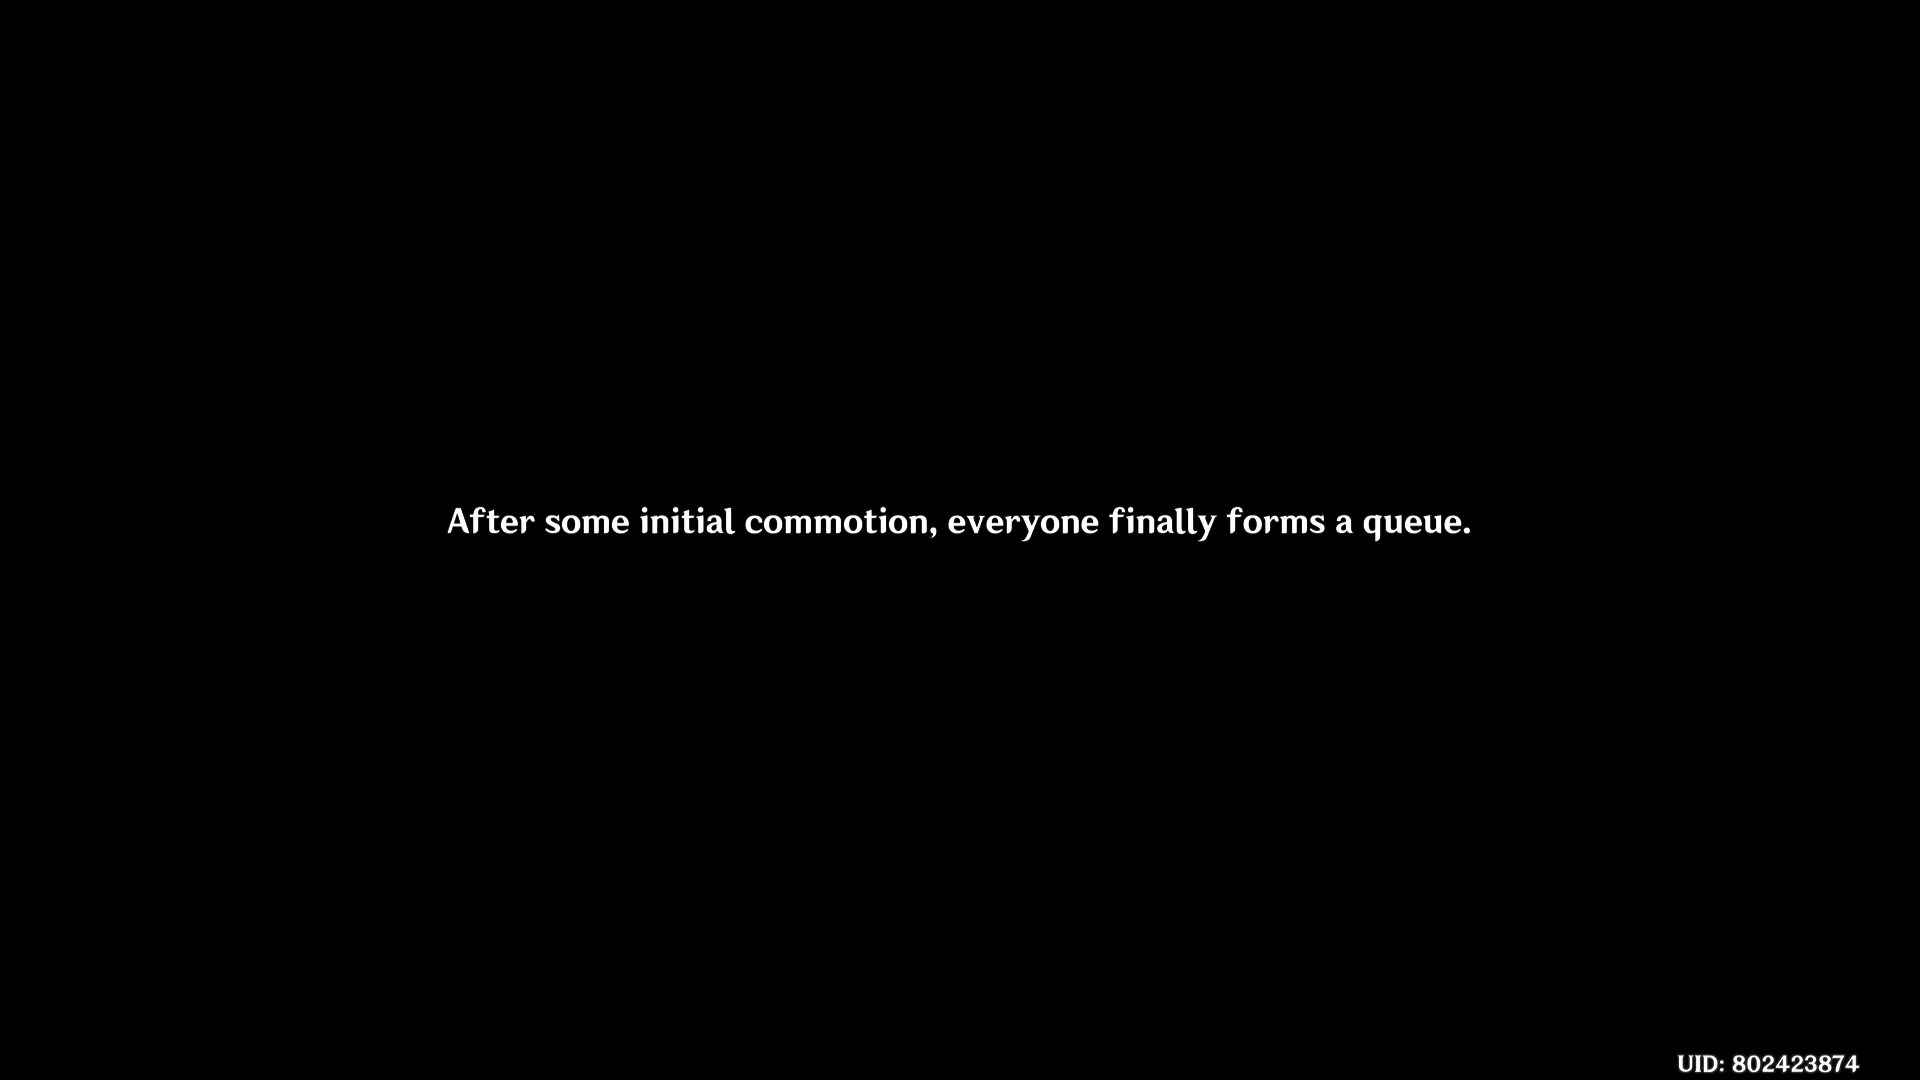 After some initial commotion, everyone finally forms a queue.
UID: 802423874